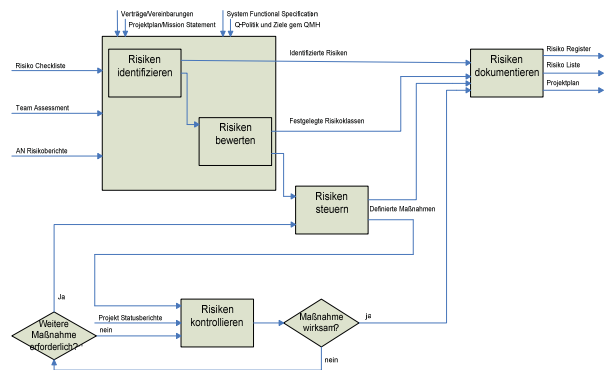 Verträge/Vereinbarungen
Projektplan/Mission Statement
System Functional Specification
Q-Politik und Ziele gem QMH
Risiko Checkliste
Team Assessment
AN Risikoberichte
Risiken
identifizieren
Identifizierte Risiken
Risiken
dokumentieren
Risiko Register
Risiko Liste
Projektplan
Risiken
bewerten
Festgelegte Risikoklassen
Risiken
steuern
Definierte Maßnahmen
Ja
Weitere
Maßnahme
erforderlich?
Projekt Statusberichte
nein
Risiken
kontrollieren
Maßnahme
wirksam?
ja
nein